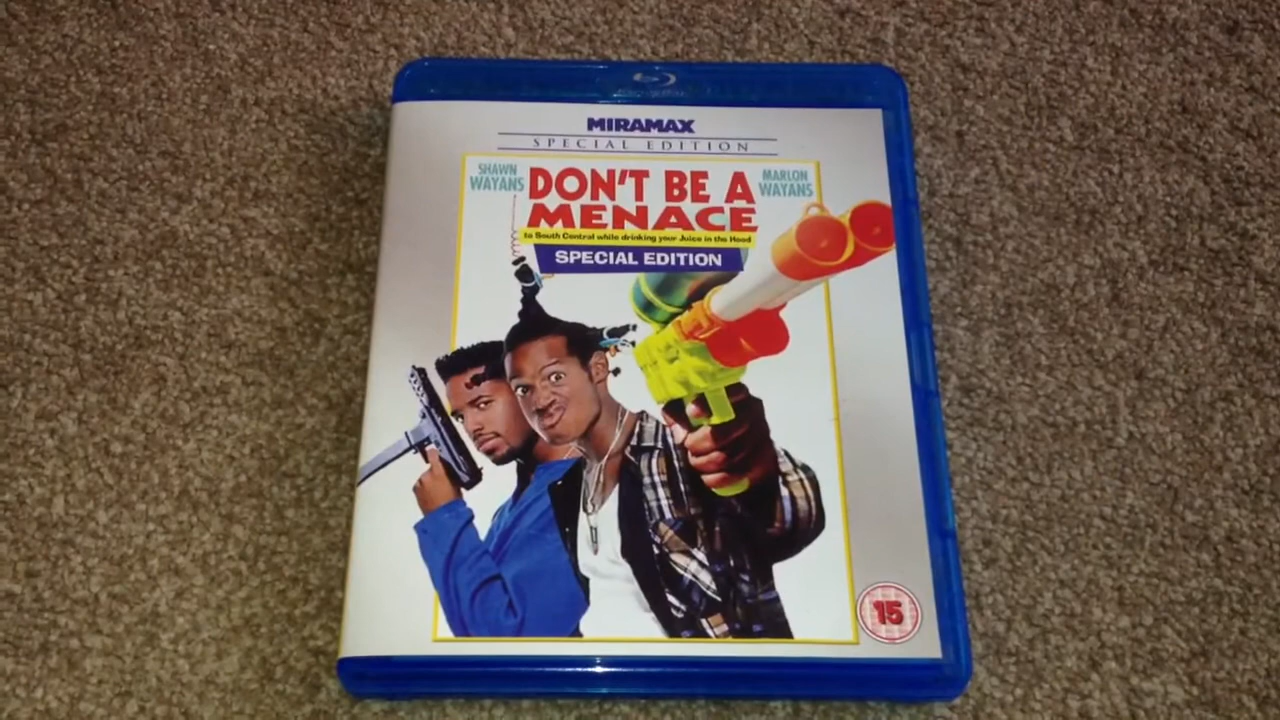 MIRAMAX
SPECIAL EDITION
SHAWN WAYANS
DON'T BE A MENACE
MARLON WAYANS
to South Central while drinking your Juice in the Hood
SPECIAL EDITION
15